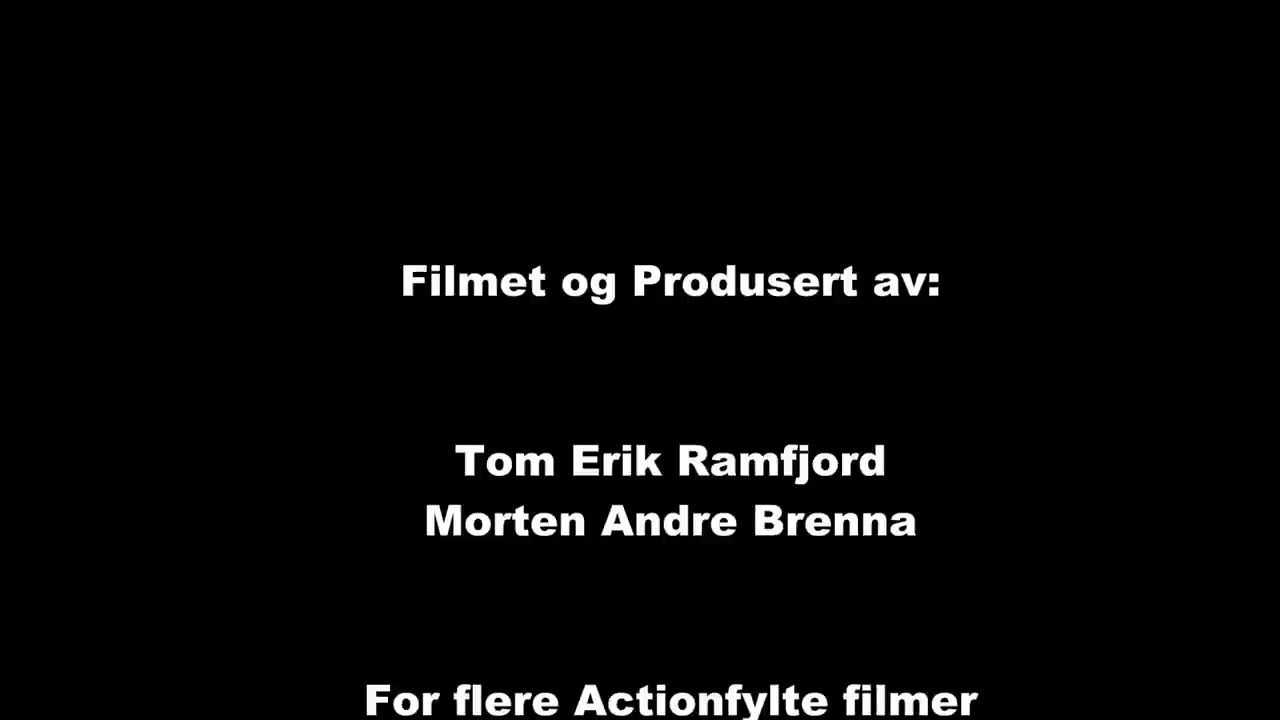 Filmet og Produsert av:
Tom Erik Ramfjord
Morten Andre Brenna
For flere Actionfylte filmer